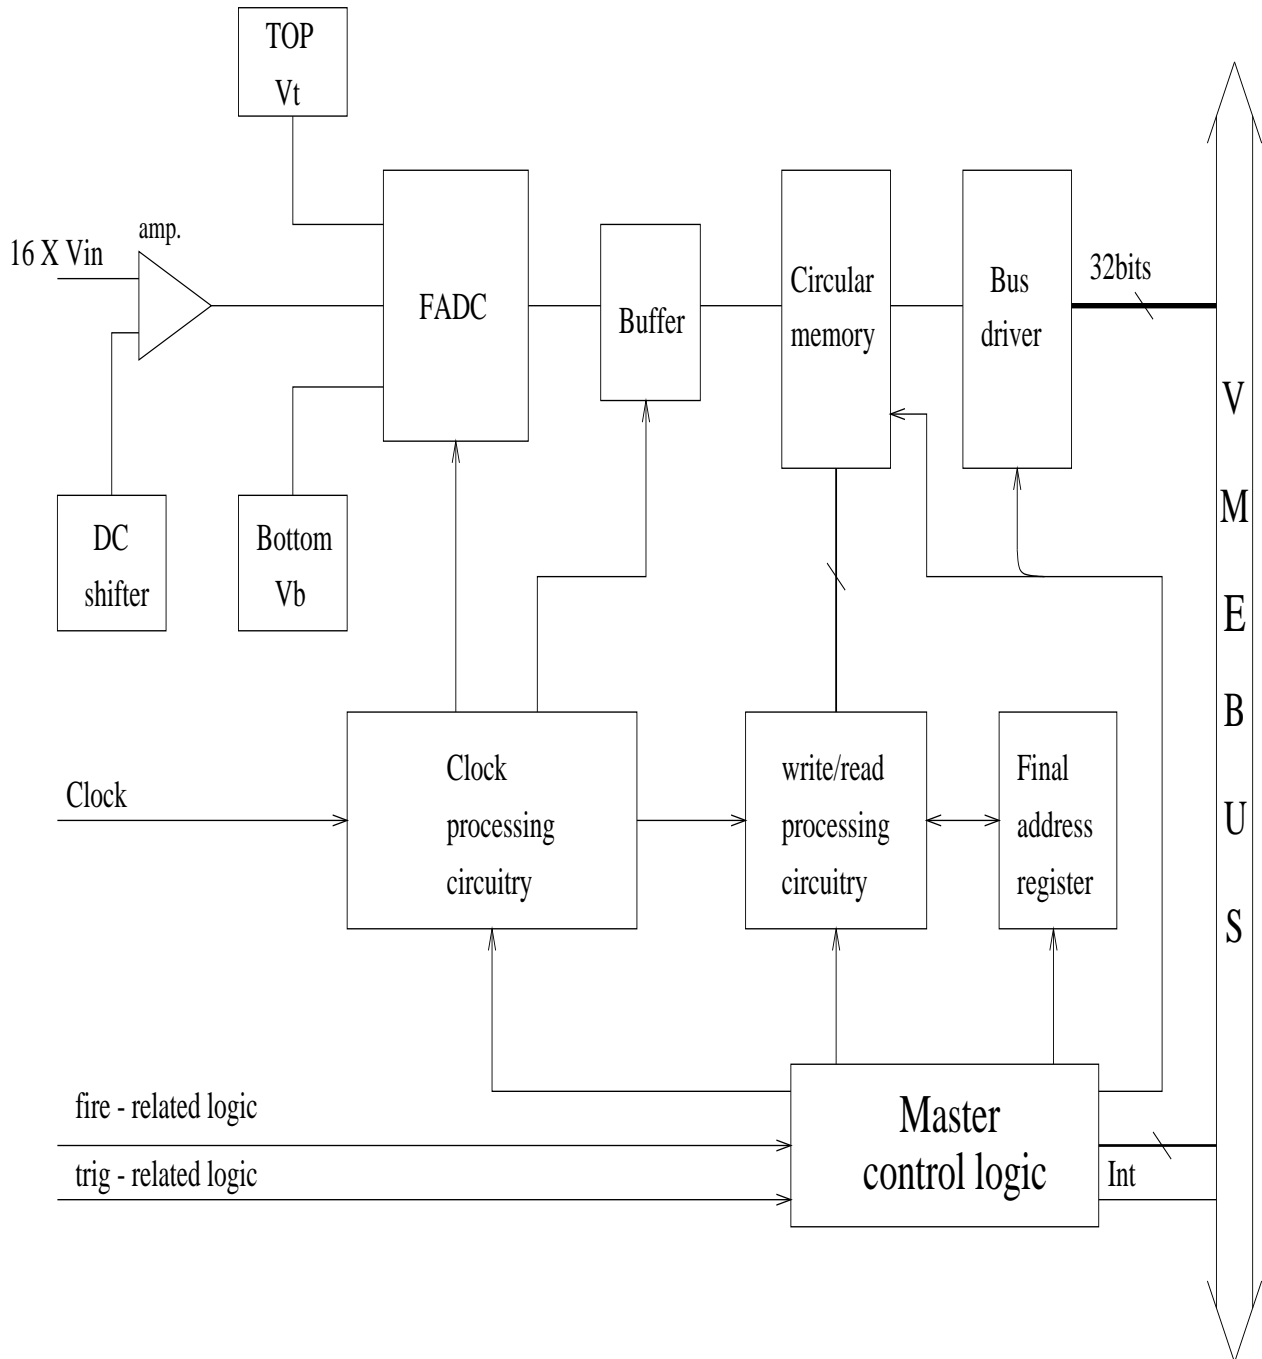 TOP
Vt
amp.
16 X Vin
FADC
Buffer
Circular
memory
Bus
driver
32bits
DC
shifter
Bottom
Vb
V
M
E
B
U
S
Clock
Clock
processing
circuitry
write/read
processing
circuitry
Final
address
register
fire - related logic
trig - related logic
Master
control logic
Int